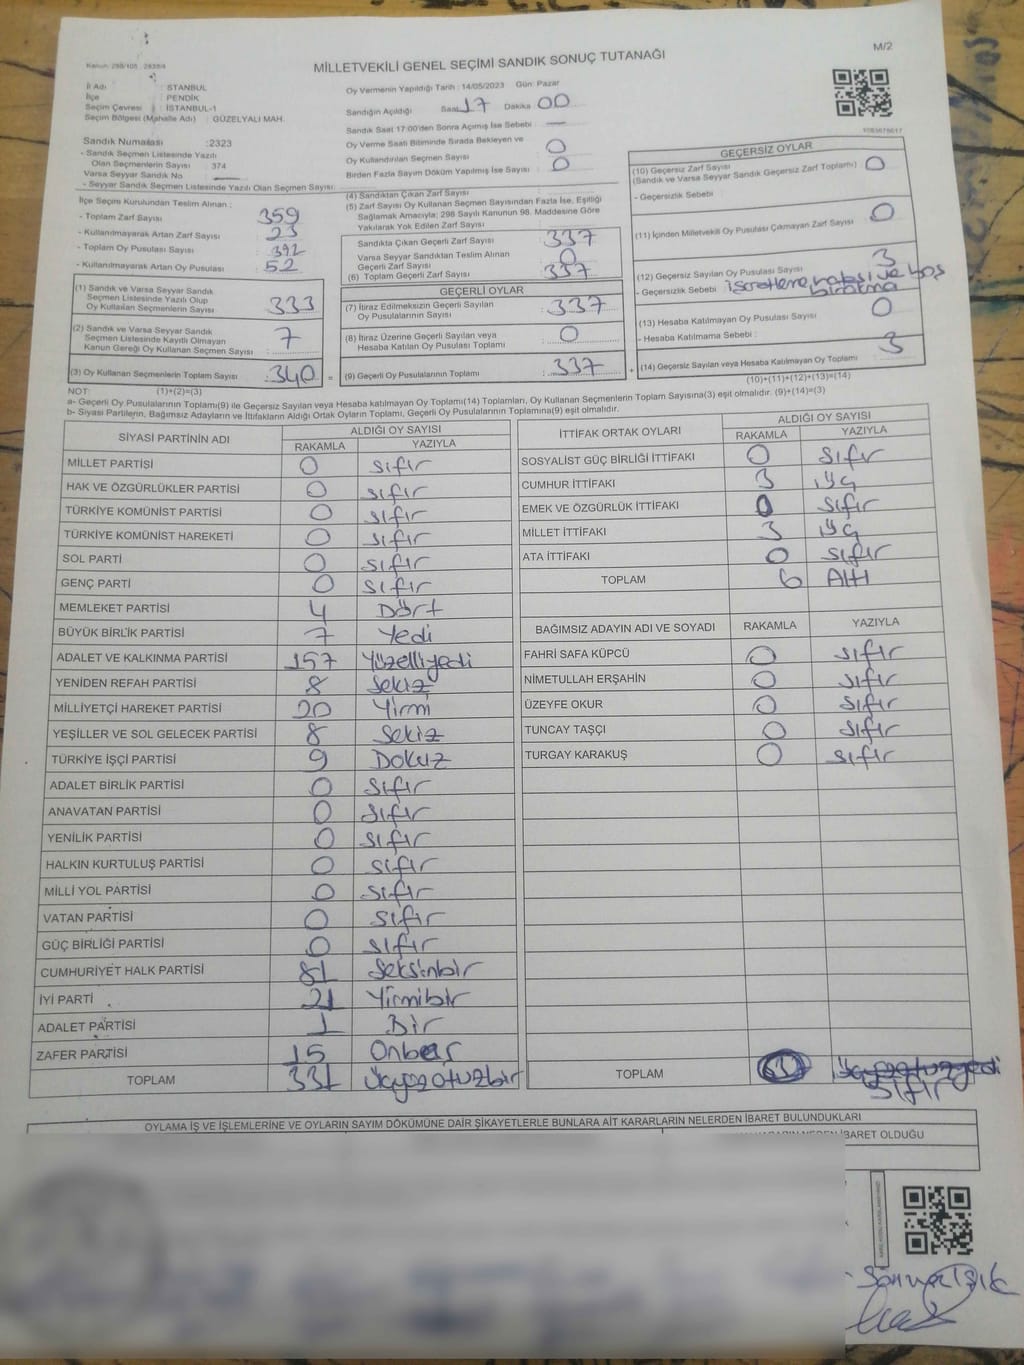 M/2
Kanun: 298/105 - 2839/4
MİLLETVEKİLİ GENEL SEÇİMİ SANDIK SONUÇ TUTANAĞI
İl Adı : İSTANBUL
İlçe : PENDİK
Seçim Çevresi : İSTANBUL-1
Seçim Bölgesi (Mahalle Adı) : GÜZELYALI MAH.
Sandık Numarası :2323
- Sandık Seçmen Listesinde Yazılı
Olan Seçmenlerin Sayısı : 374
Varsa Seyyar Sandık No :
- Seyyar Sandık Seçmen Listesinde Yazılı Olan Seçmen Sayısı:
Oy Vermenin Yapıldığı Tarih : 14/05/2023 Gün: Pazar
Sandığın Açıldığı Saat 17 Dakika 00
Sandık Saat 17:00'den Sonra Açmış İse Sebebi : —
Oy Verme Saati Bitiminde Sırada Bekleyen ve
Oy Kullandırılan Seçmen Sayısı : 0
Birden Fazla Sayım Döküm Yapılmış İse Sayısı : 0
İlçe Seçim Kurulundan Teslim Alınan :
- Toplam Zarf Sayısı : 359
- Kullanılmayarak Artan Zarf Sayısı : 23
- Toplam Oy Pusulası Sayısı : 392
- Kullanılmayarak Artan Oy Pusulası : 52
(1) Sandık ve Varsa Seyyar Sandık
Seçmen Listesinde Yazılı Olup
Oy Kullanan Seçmenlerin Sayısı : 333
(2) Sandık ve Varsa Seyyar Sandık
Seçmen Listesinde Kayıtlı Olmayan
Kanun Gereği Oy Kullanan Seçmen Sayısı : 7
(3) Oy Kullanan Seçmenlerin Toplam Sayısı : 340 =
(4) Sandıktan Çıkan Zarf Sayısı :
(5) Zarf Sayısı Oy Kullanan Seçmen Sayısından Fazla İse, Eşitliği
Sağlamak Amacıyla; 298 Sayılı Kanunun 98. Maddesine Göre
Yakılarak Yok Edilen Zarf Sayısı :
Sandıkta Çıkan Geçerli Zarf Sayısı : 337
Varsa Seyyar Sandıktan Teslim Alınan
Geçerli Zarf Sayısı : 0
(6) Toplam Geçerli Zarf Sayısı : 337
GEÇERLİ OYLAR
(7) İtiraz Edilmeksizin Geçerli Sayılan
Oy Pusulalarının Sayısı : 337
(8) İtiraz Üzerine Geçerli Sayılan veya
Hesaba Katılan Oy Pusulası Toplamı : 0
(9) Geçerli Oy Pusulalarının Toplamı : 337 +
GEÇERSİZ OYLAR
(10) Geçersiz Zarf Sayısı
(Sandık ve Varsa Seyyar Sandık Geçersiz Zarf Toplamı) : 0
- Geçersizlik Sebebi :
(11) İçinden Milletvekili Oy Pusulası Çıkmayan Zarf Sayısı : 0
(12) Geçersiz Sayılan Oy Pusulası Sayısı : 3
- Geçersizlik Sebebi : işaretleme hatası ve boş
bırakma
(13) Hesaba Katılmayan Oy Pusulası Sayısı : 0
- Hesaba Katılmama Sebebi :
(14) Geçersiz Sayılan veya Hesaba Katılmayan Oy Toplamı : 3
(10)+(11)+(12)+(13)=(14)
NOT: (1)+(2)=(3)
a- Geçerli Oy Pusulalarının Toplamı(9) ile Geçersiz Sayılan veya Hesaba katılmayan Oy Toplamı(14) Toplamları, Oy Kullanan Seçmenlerin Toplam Sayısına(3) eşit olmalıdır. (9)+(14)=(3)
b- Siyasi Partilerin, Bağımsız Adayların ve İttifakların Aldığı Ortak Oyların Toplamı, Geçerli Oy Pusulalarının Toplamına(9) eşit olmalıdır.
SİYASİ PARTİNİN ADI ALDIĞI OY SAYISI
RAKAMLA YAZIYLA
MİLLET PARTİSİ 0 sıfır
HAK VE ÖZGÜRLÜKLER PARTİSİ 0 sıfır
TÜRKİYE KOMÜNİST PARTİSİ 0 sıfır
TÜRKİYE KOMÜNİST HAREKETİ 0 sıfır
SOL PARTİ 0 sıfır
GENÇ PARTİ 0 sıfır
MEMLEKET PARTİSİ 4 Dört
BÜYÜK BİRLİK PARTİSİ 7 Yedi
ADALET VE KALKINMA PARTİSİ 157 Yüzelliyedi
YENİDEN REFAH PARTİSİ 8 Sekiz
MİLLİYETÇİ HAREKET PARTİSİ 20 Yirmi
YEŞİLLER VE SOL GELECEK PARTİSİ 8 Sekiz
TÜRKİYE İŞÇİ PARTİSİ 9 Dokuz
ADALET BİRLİK PARTİSİ 0 sıfır
ANAVATAN PARTİSİ 0 sıfır
YENİLİK PARTİSİ 0 sıfır
HALKIN KURTULUŞ PARTİSİ 0 sıfır
MİLLİ YOL PARTİSİ 0 sıfır
VATAN PARTİSİ 0 sıfır
GÜÇ BİRLİĞİ PARTİSİ 0 sıfır
CUMHURİYET HALK PARTİSİ 81 Seksinbir
İYİ PARTİ 21 Yirmibir
ADALET PARTİSİ 1 Bir
ZAFER PARTİSİ 15 Onbeş
TOPLAM 331 Üçyüzotuzbir
İTTİFAK ORTAK OYLARI ALDIĞI OY SAYISI
RAKAMLA YAZIYLA
SOSYALİST GÜÇ BİRLİĞİ İTTİFAKI 0 sıfır
CUMHUR İTTİFAKI 3 üç
EMEK VE ÖZGÜRLÜK İTTİFAKI 0 sıfır
MİLLET İTTİFAKI 3 üç
ATA İTTİFAKI 0 sıfır
TOPLAM 6 Altı
BAĞIMSIZ ADAYIN ADI VE SOYADI RAKAMLA YAZIYLA
FAHRİ SAFA KÜPCÜ 0 sıfır
NİMETULLAH ERŞAHİN 0 sıfır
ÜZEYFE OKUR 0 sıfır
TUNCAY TAŞÇI 0 sıfır
TURGAY KARAKUŞ 0 sıfır
TOPLAM Üçyüzotuzyedi
sıfır
OYLAMA İŞ VE İŞLEMLERİNE VE OYLARIN SAYIM DÖKÜMÜNE DAİR ŞİKAYETLERLE BUNLARA AİT KARARLARIN NELERDEN İBARET BULUNDUKLARI
İBARET OLDUĞU